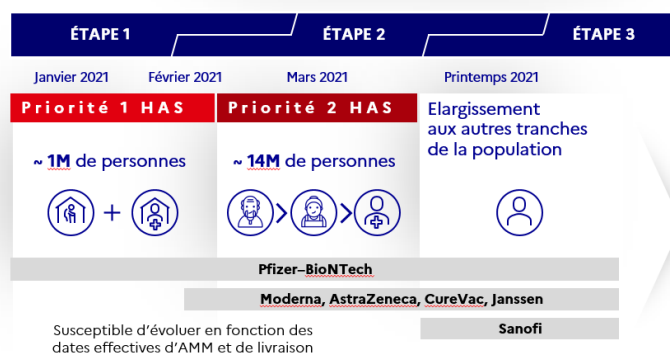 ÉTAPE 1
ÉTAPE 2
ÉTAPE 3
Janvier 2021
Février 2021
Mars 2021
Printemps 2021
Priorité 1 HAS
Priorité 2 HAS
Elargissement
aux autres tranches
de la population
~ 1M de personnes
~ 14M de personnes
+
>
>
Pfizer–BioNTech
Moderna, AstraZeneca, CureVac, Janssen
Sanofi
Susceptible d’évoluer en fonction des
dates effectives d’AMM et de livraison